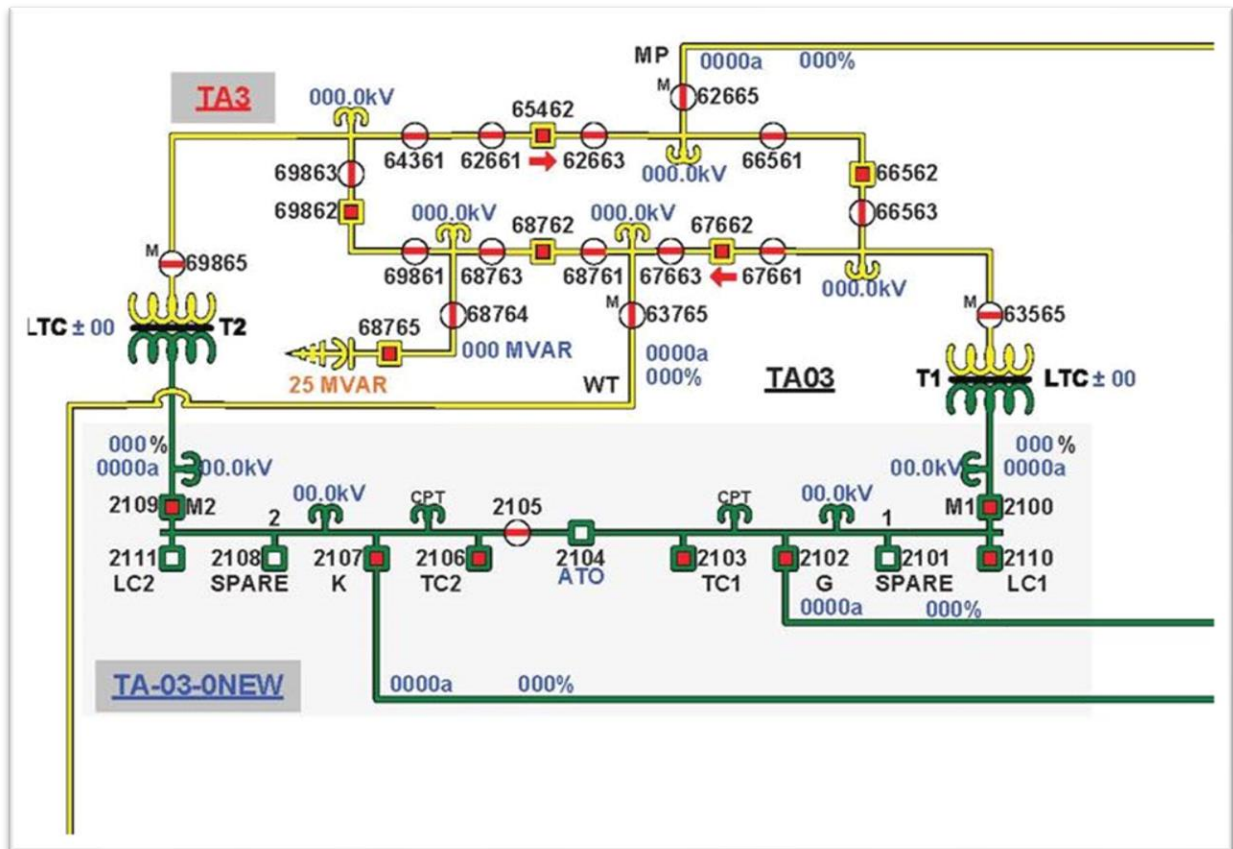 MP
0000a 000%
TA3
000.0kV
65462
M
62665
64361
62661
62663
66561
000.0kV
69863
66562
69862
66563
000.0kV
68762
000.0kV
67662
M
69865
69861
68763
68761
67663
67661
000.0kV
LTC ± 00
T2
68765
68764
M
63765
M
63565
000 MVAR
0000a
000%
25 MVAR
WT
TA03
T1
LTC ± 00
000%
0000a
00.0kV
000%
0000a
00.0kV
2109
M2
00.0kV
CPT
2105
CPT
00.0kV
M1
2100
2
1
2111
2108
2107
2106
2104
2103
2102
2101
2110
LC2
SPARE
K
TC2
ATO
TC1
G
SPARE
LC1
0000a 000%
TA-03-0NEW
0000a 000%